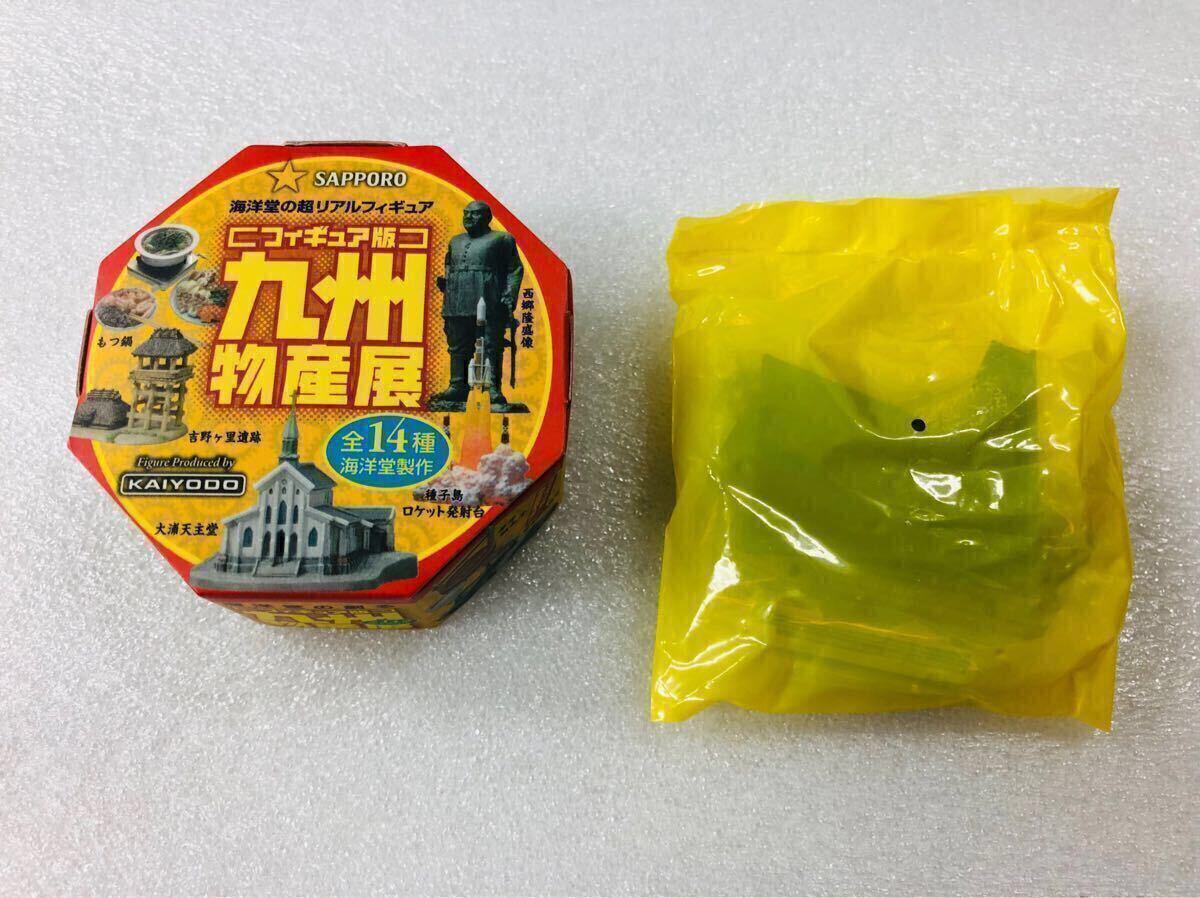 SAPPORO
海洋堂の超リアルフィギュア
フィギュア版
九州
物産展
西郷隆盛像
もつ鍋
吉野ヶ里遺跡
全14種
海洋堂製作
Figure Produced by
KAIYODO
種子島
ロケット発射台
大浦天主堂